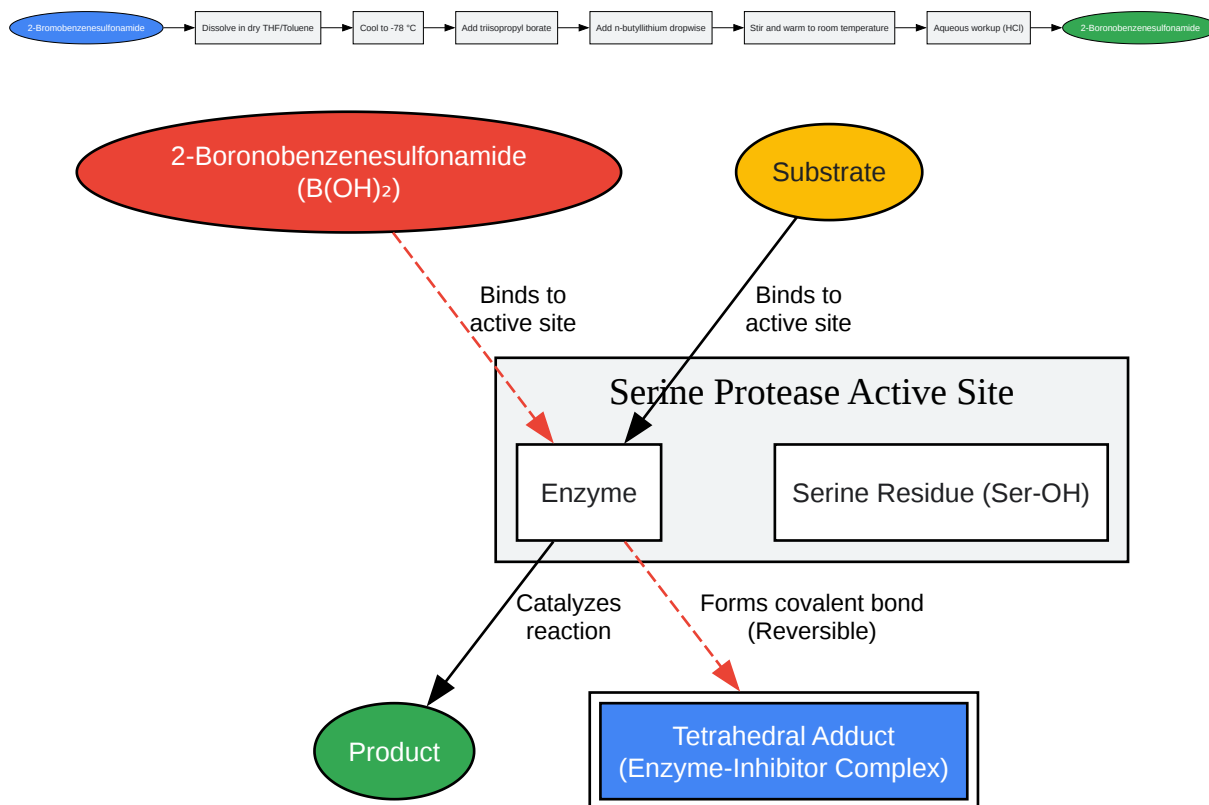 2-Bromobenzenesulfonamide
Dissolve in dry THF/Toluene
Cool to -78 °C
Add triisopropyl borate
Add n-butyllithium dropwise
Stir and warm to room temperature
Aqueous workup (HCl)
2-Boronobenzenesulfonamide
2-Boronobenzenesulfonamide
(B(OH)₂)
Substrate
Binds to
active site
Binds to
active site
Serine Protease Active Site
Enzyme
Serine Residue (Ser-OH)
Catalyzes
reaction
Forms covalent bond
(Reversible)
Product
Tetrahedral Adduct
(Enzyme-Inhibitor Complex)